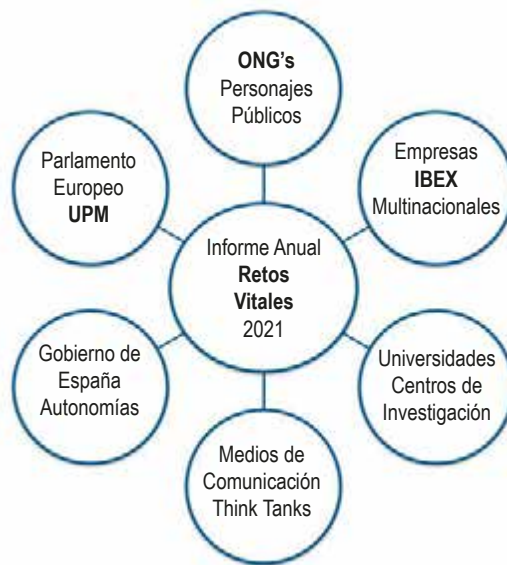 ONG's
Personajes
Públicos
Parlamento
Europeo
UPM
Empresas
IBEX
Multinacionales
Informe Anual
Retos
Vitales
2021
Gobierno de
España
Autonomías
Universidades
Centros de
Investigación
Medios de
Comunicación
Think Tanks